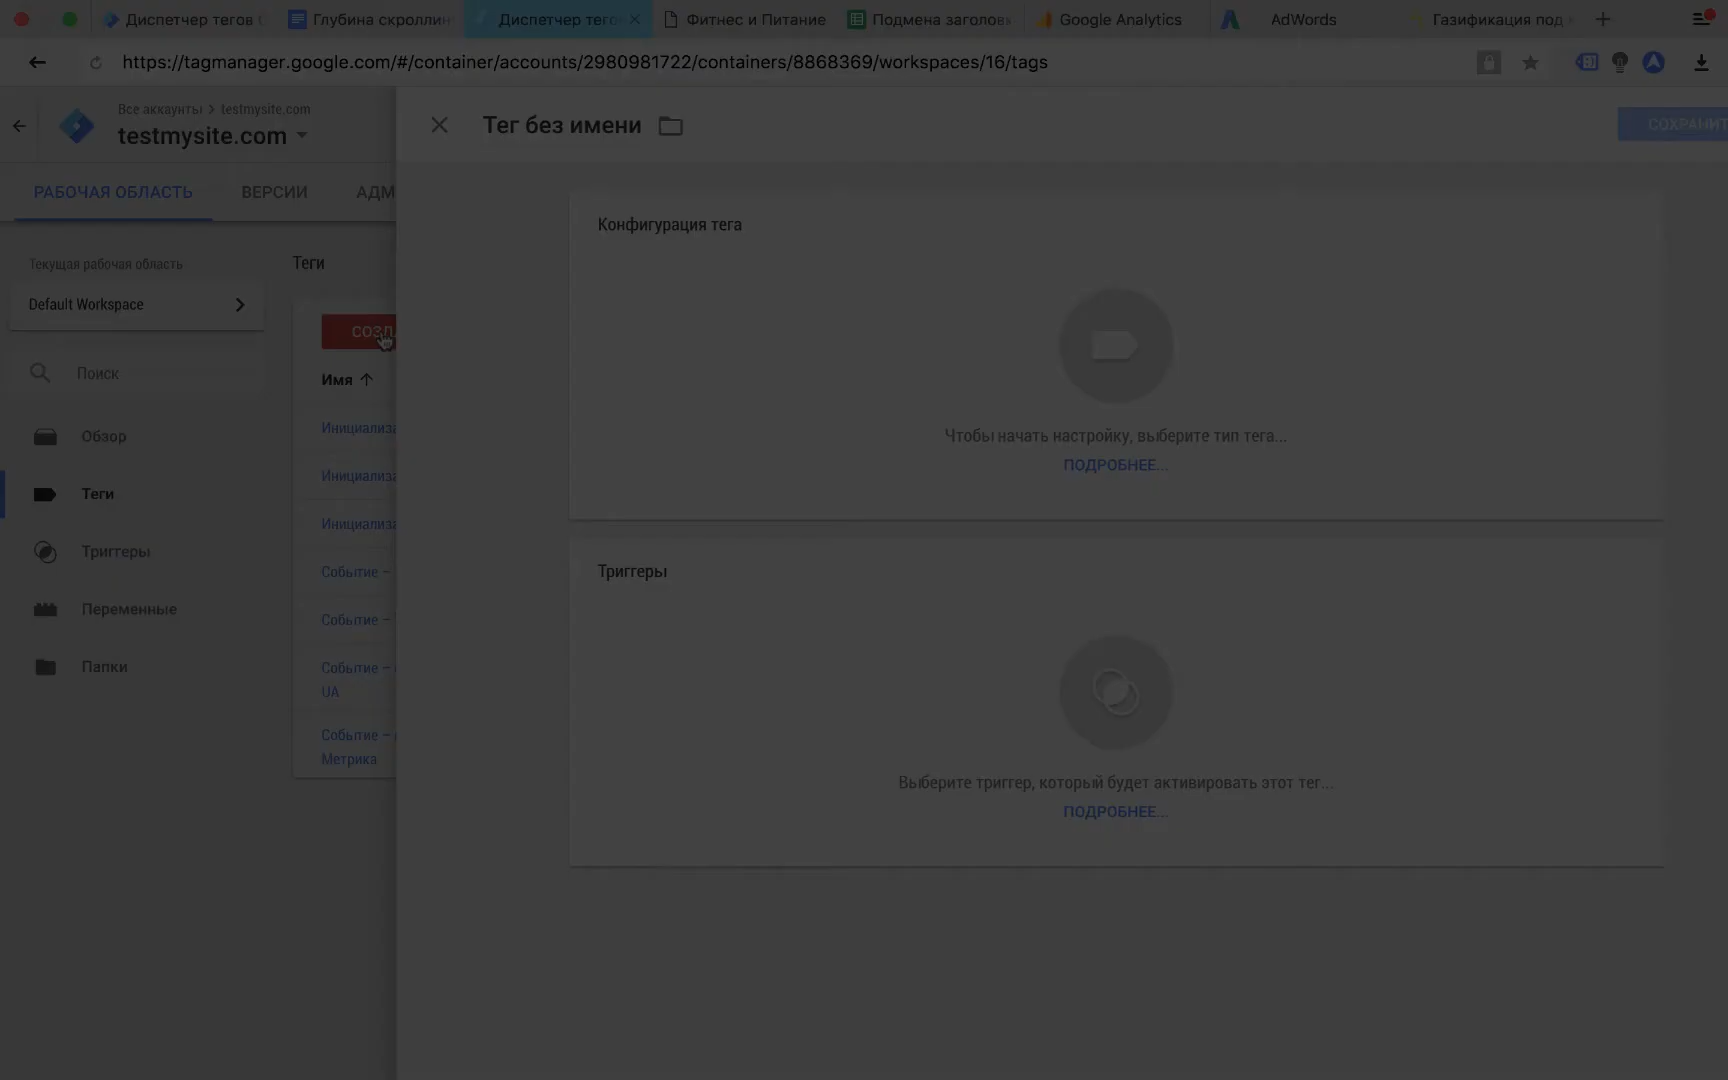 Диспетчер тегов
Глубина скроллин
Диспетчер тего
Фитнес и Питание
Подмена заголовк
Google Analytics
AdWords
Газификация под
https://tagmanager.google.com/#/container/accounts/2980981722/containers/8868369/workspaces/16/tags
Все аккаунты > testmysite.com
testmysite.com
Тег без имени
СОХРАНИТ
РАБОЧАЯ ОБЛАСТЬ
ВЕРСИИ
АДМ
Текущая рабочая область
Default Workspace
Поиск
Обзор
Теги
Триггеры
Переменные
Папки
Теги
СОЗДА
Имя
Инициализа
Инициализа
Инициализа
Событие –
Событие –
Событие –
UA
Событие –
Метрика
Конфигурация тега
Чтобы начать настройку, выберите тип тега...
ПОДРОБНЕЕ...
Триггеры
Выберите триггер, который будет активировать этот тег...
ПОДРОБНЕЕ...